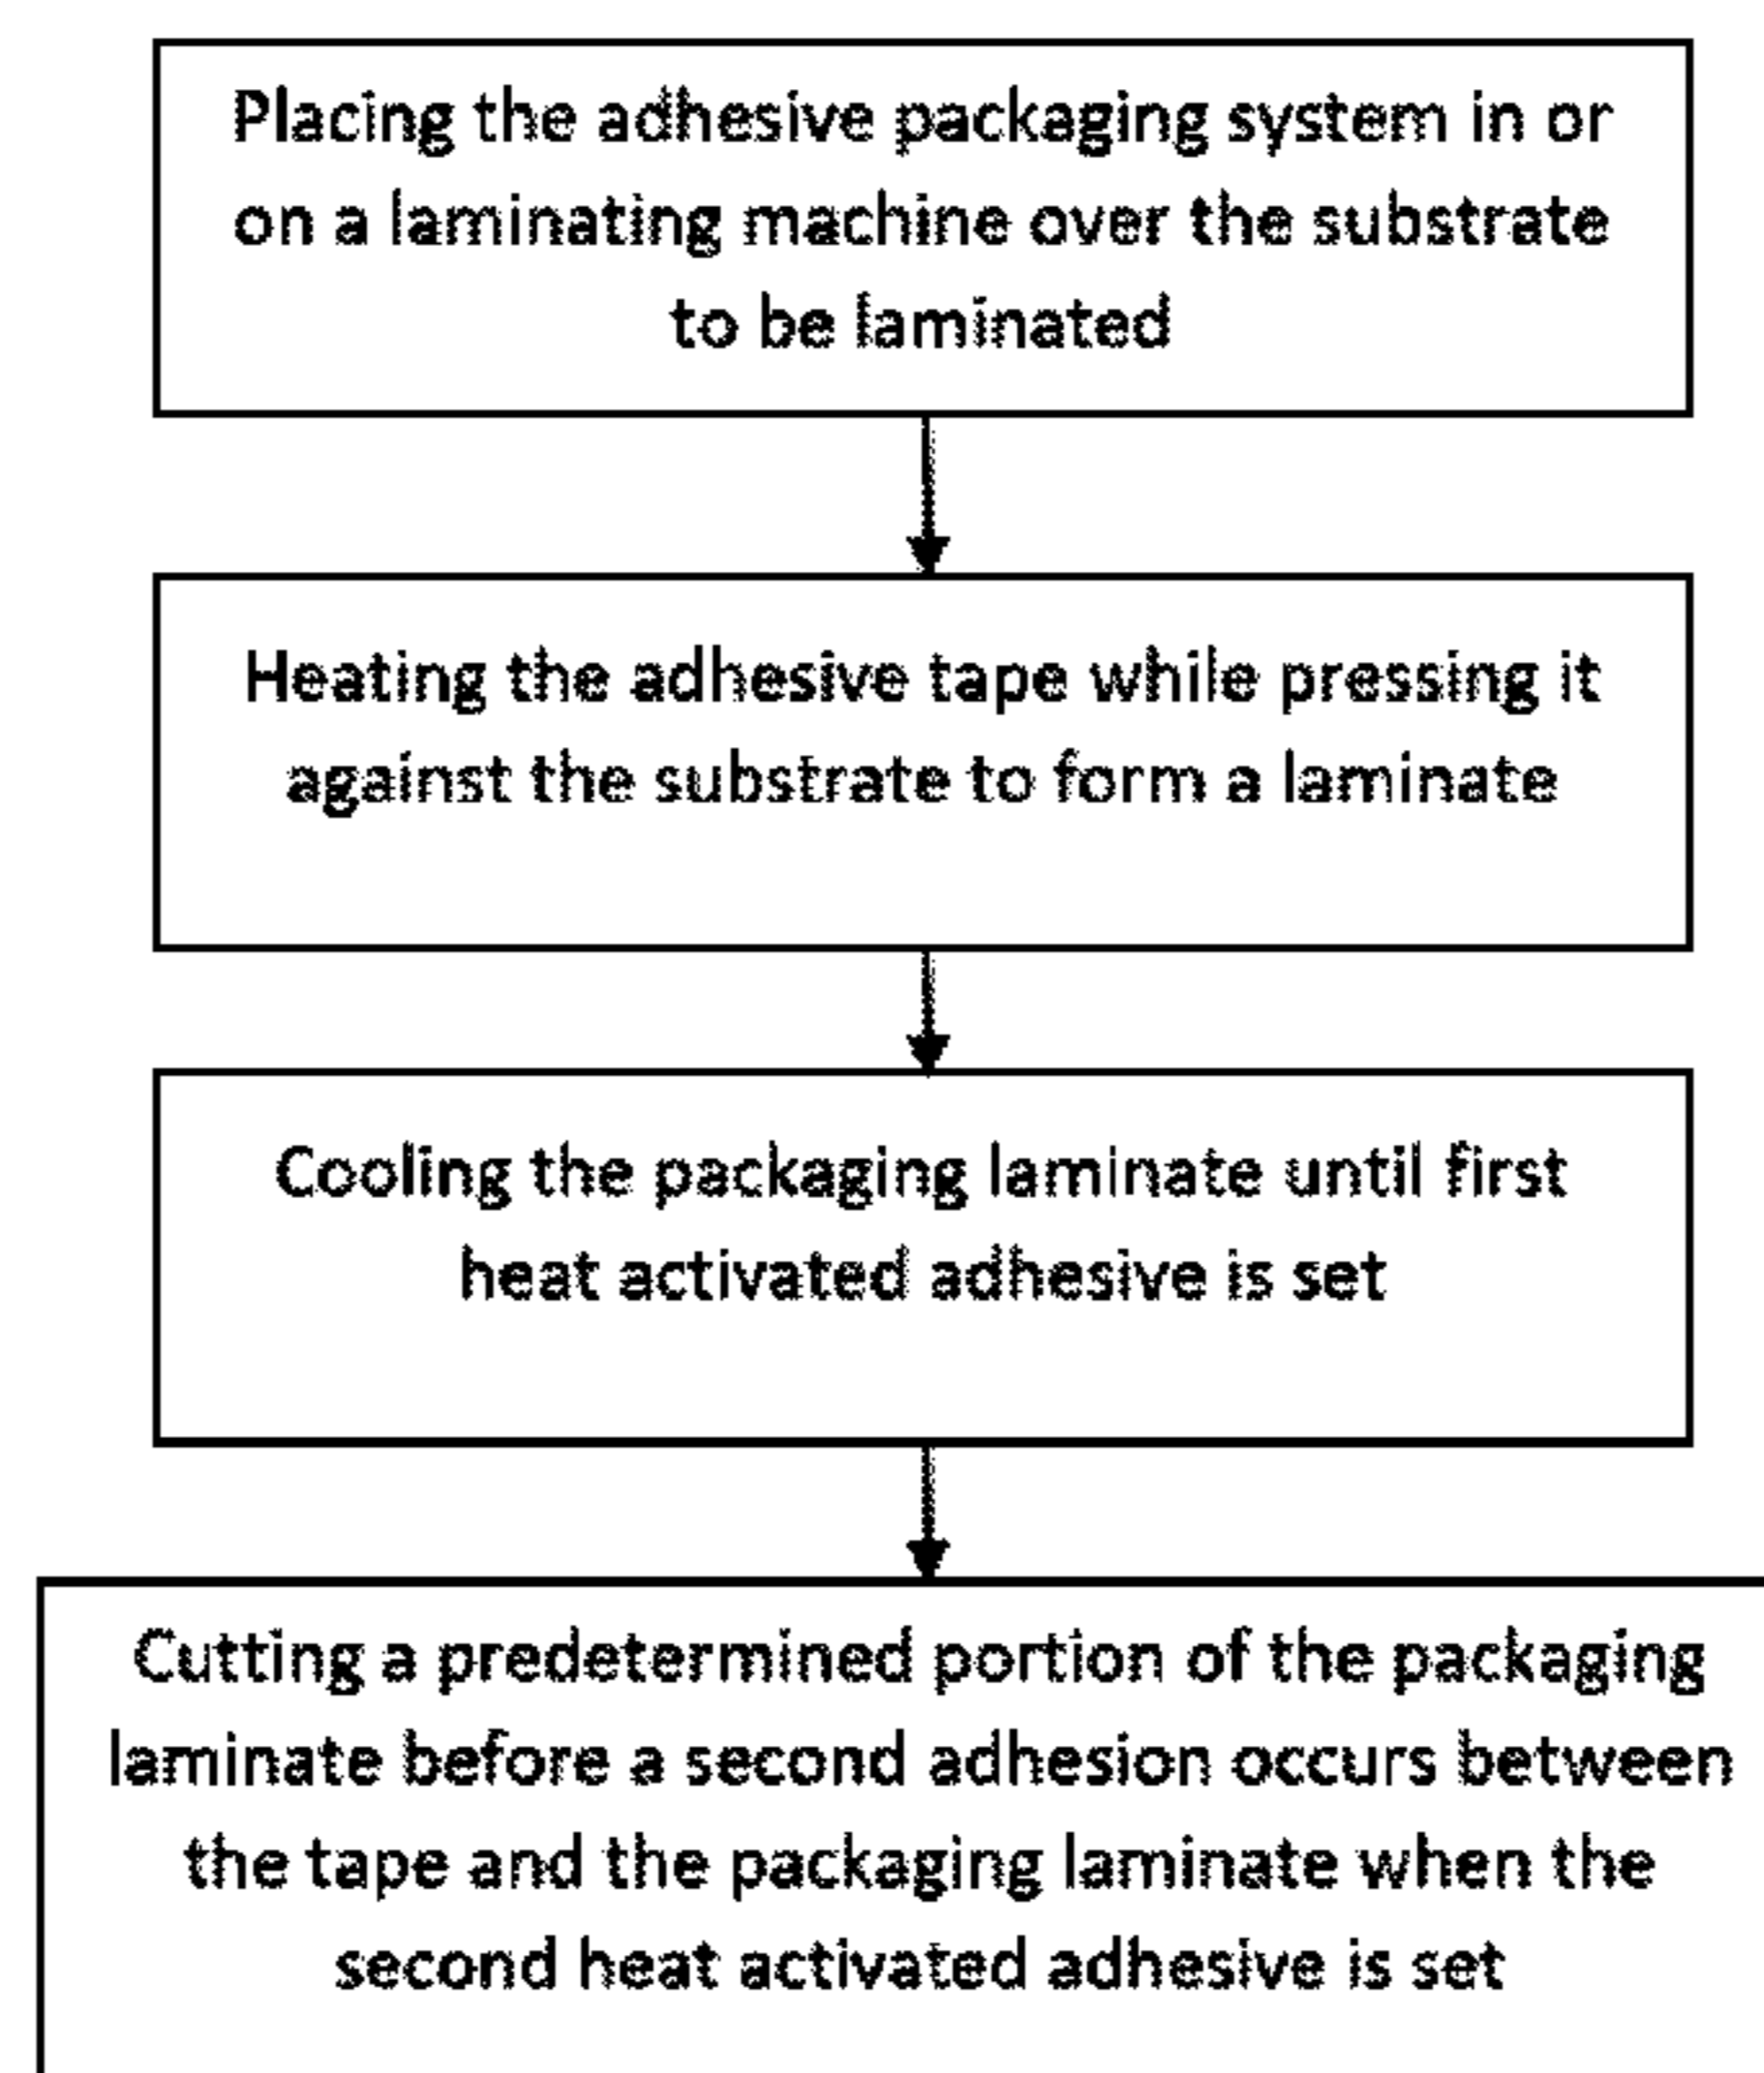 Placing the adhesive packaging system in or
on a laminating machine over the substrate
to be laminated
Heating the adhesive tape while pressing it
against the substrate to form a laminate
Cooling the packaging laminate until first
heat activated adhesive is set
Cutting a predetermined portion of the packaging
laminate before a second adhesion occurs between
the tape and the packaging laminate when the
second heat activated adhesive is set